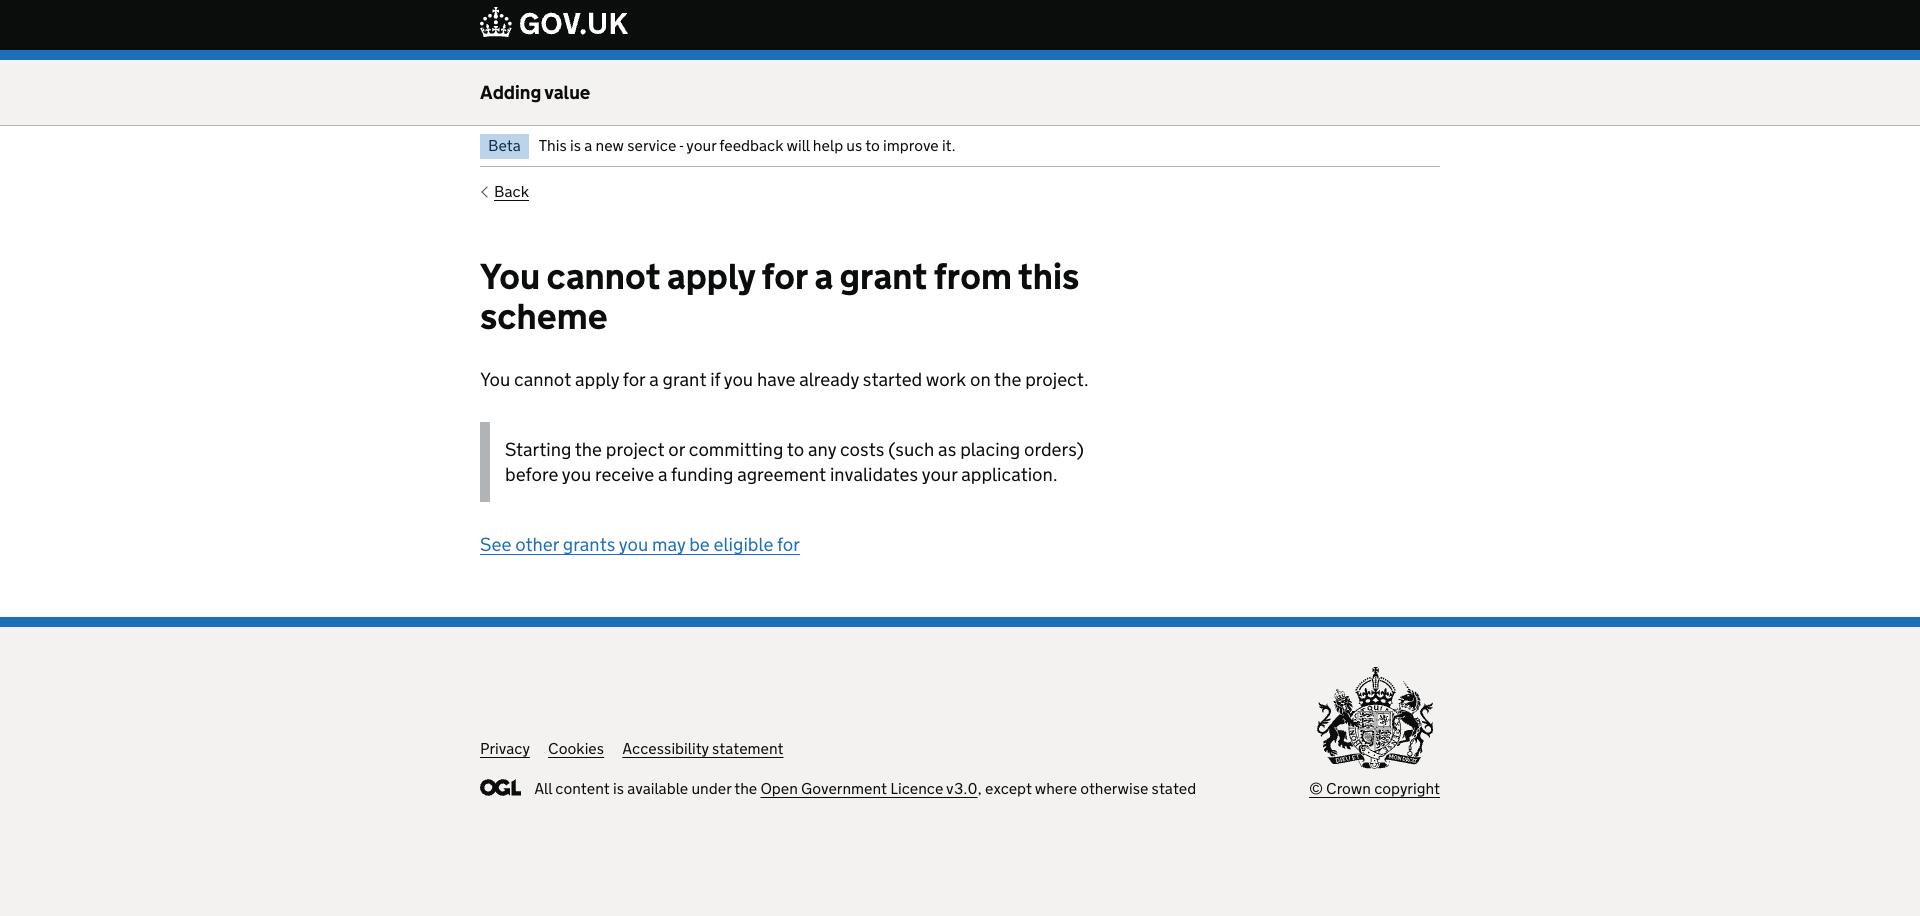 GOV.UK
Adding value
Beta This is a new service - your feedback will help us to improve it.
Back
You cannot apply for a grant from this
scheme
You cannot apply for a grant if you have already started work on the project.
Starting the project or committing to any costs (such as placing orders)
before you receive a funding agreement invalidates your application.
See other grants you may be eligible for
Privacy Cookies Accessibility statement
OGL All content is available under the Open Government Licence v3.0, except where otherwise stated
© Crown copyright